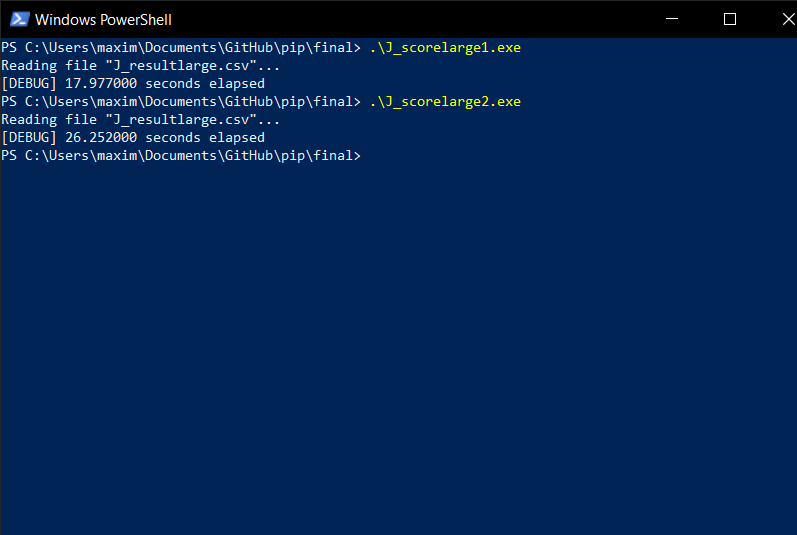 Windows PowerShell
PS C:\Users\maxim\Documents\GitHub\pip\final> .\J_scorelarge1.exe
Reading file "J_resultlarge.csv"...
[DEBUG] 17.977000 seconds elapsed
PS C:\Users\maxim\Documents\GitHub\pip\final> .\J_scorelarge2.exe
Reading file "J_resultlarge.csv"...
[DEBUG] 26.252000 seconds elapsed
PS C:\Users\maxim\Documents\GitHub\pip\final>